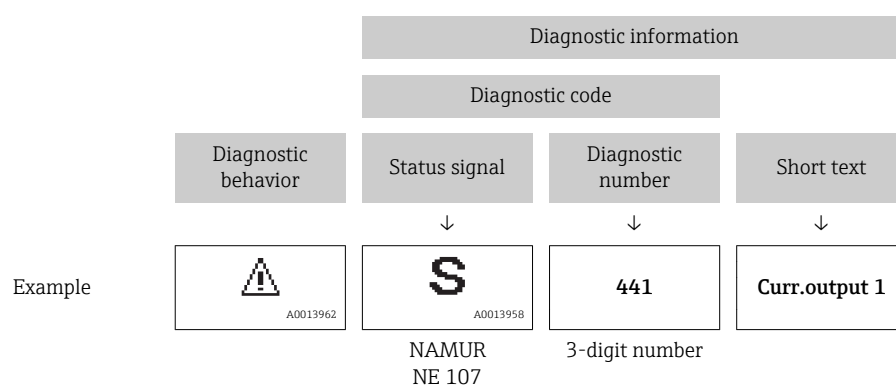 Diagnostic information
Diagnostic code
Diagnostic
behavior
Status signal
Diagnostic
number
Short text
↓
↓
↓
Example
A0013962
S
A0013958
441
Curr.output 1
NAMUR
NE 107
3-digit number